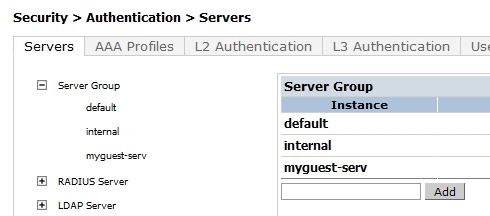 Security > Authentication > Servers
Servers AAA Profiles L2 Authentication L3 Authentication Use
Server Group
default
internal
myguest-serv
RADIUS Server
LDAP Server
Server Group
Instance
default
internal
myguest-serv
Add